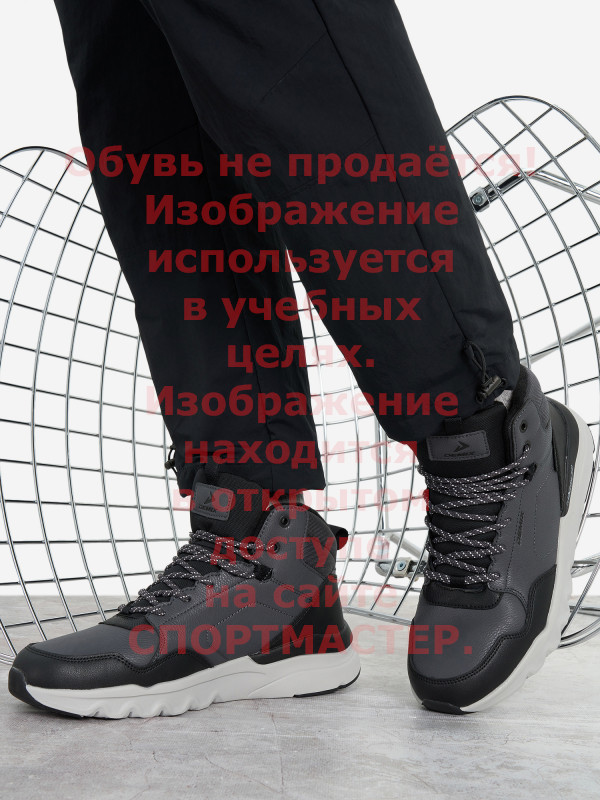 Обувь не продаётся!
Изображение
используется
в учебных
целях.
Изображение
находится
в открытом
доступе
на сайте
СПОРТМАСТЕР.